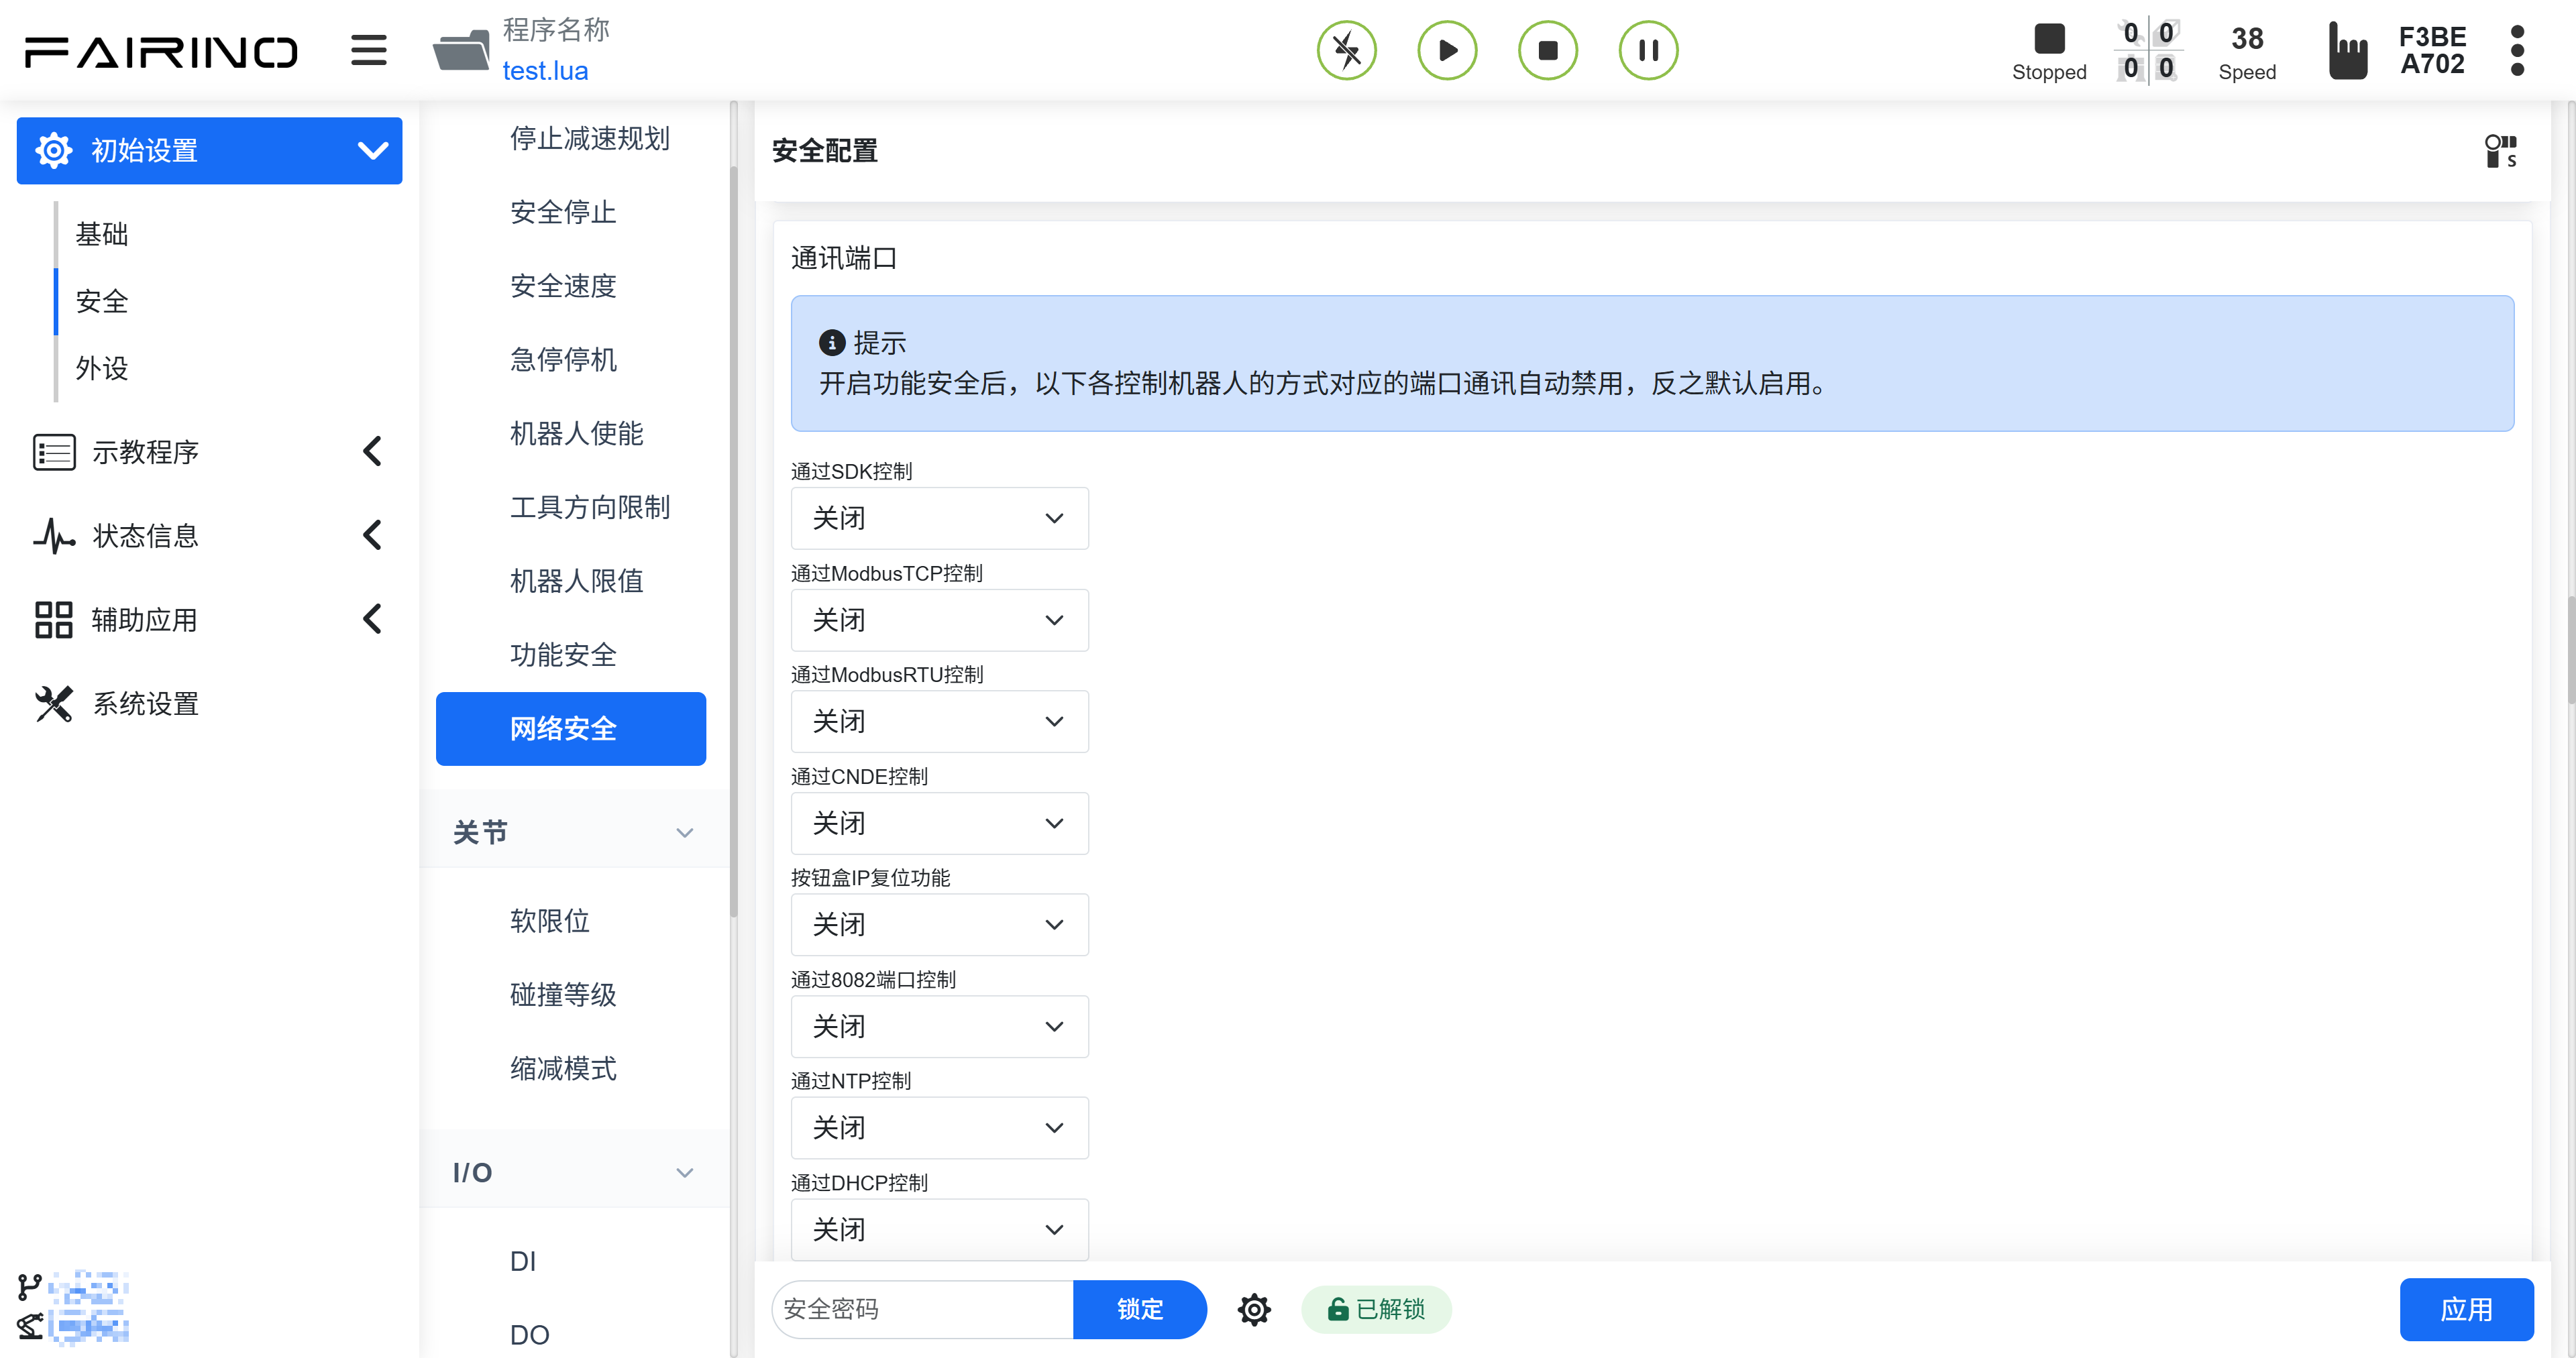 FAIRINO
程序名称
test.lua
Stopped
0 0
0 0
38
Speed
F3BE
A702
初始设置
基础
安全
外设
示教程序
状态信息
辅助应用
系统设置
停止减速规划
安全停止
安全速度
急停停机
机器人使能
工具方向限制
机器人限值
功能安全
网络安全
关节
软限位
碰撞等级
缩减模式
I/O
DI
DO
安全配置
S
通讯端口
提示
开启功能安全后，以下各控制机器人的方式对应的端口通讯自动禁用，反之默认启用。
通过SDK控制
关闭
通过ModbusTCP控制
关闭
通过ModbusRTU控制
关闭
通过CNDE控制
关闭
按钮盒IP复位功能
关闭
通过8082端口控制
关闭
通过NTP控制
关闭
通过DHCP控制
关闭
安全密码
锁定
已解锁
应用